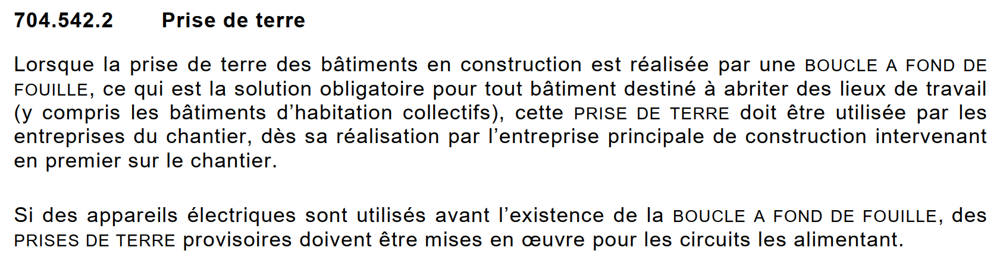 704.542.2 Prise de terre
Lorsque la prise de terre des bâtiments en construction est réalisée par une BOUCLE A FOND DE
FOUILLE, ce qui est la solution obligatoire pour tout bâtiment destiné à abriter des lieux de travail
(y compris les bâtiments d’habitation collectifs), cette PRISE DE TERRE doit être utilisée par les
entreprises du chantier, dès sa réalisation par l’entreprise principale de construction intervenant
en premier sur le chantier.
Si des appareils électriques sont utilisés avant l’existence de la BOUCLE A FOND DE FOUILLE, des
PRISES DE TERRE provisoires doivent être mises en œuvre pour les circuits les alimentant.